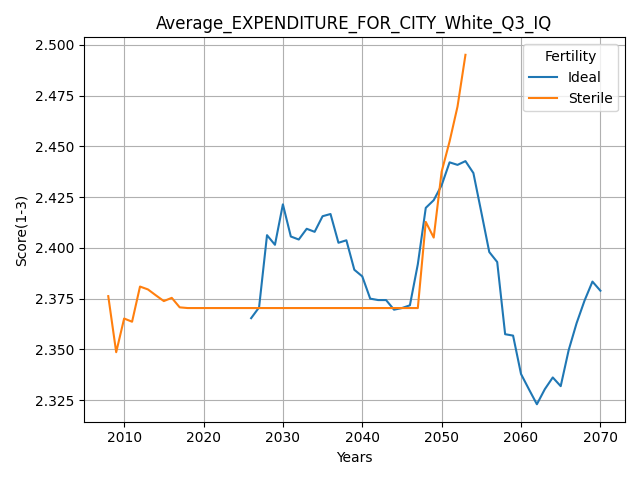 Average_EXPENDITURE_FOR_CITY_White_Q3_IQ
Score(1-3)
2.500
2.475
2.450
2.425
2.400
2.375
2.350
2.325
Fertility
Ideal
Sterile
2010 2020 2030 2040 2050 2060 2070
Years